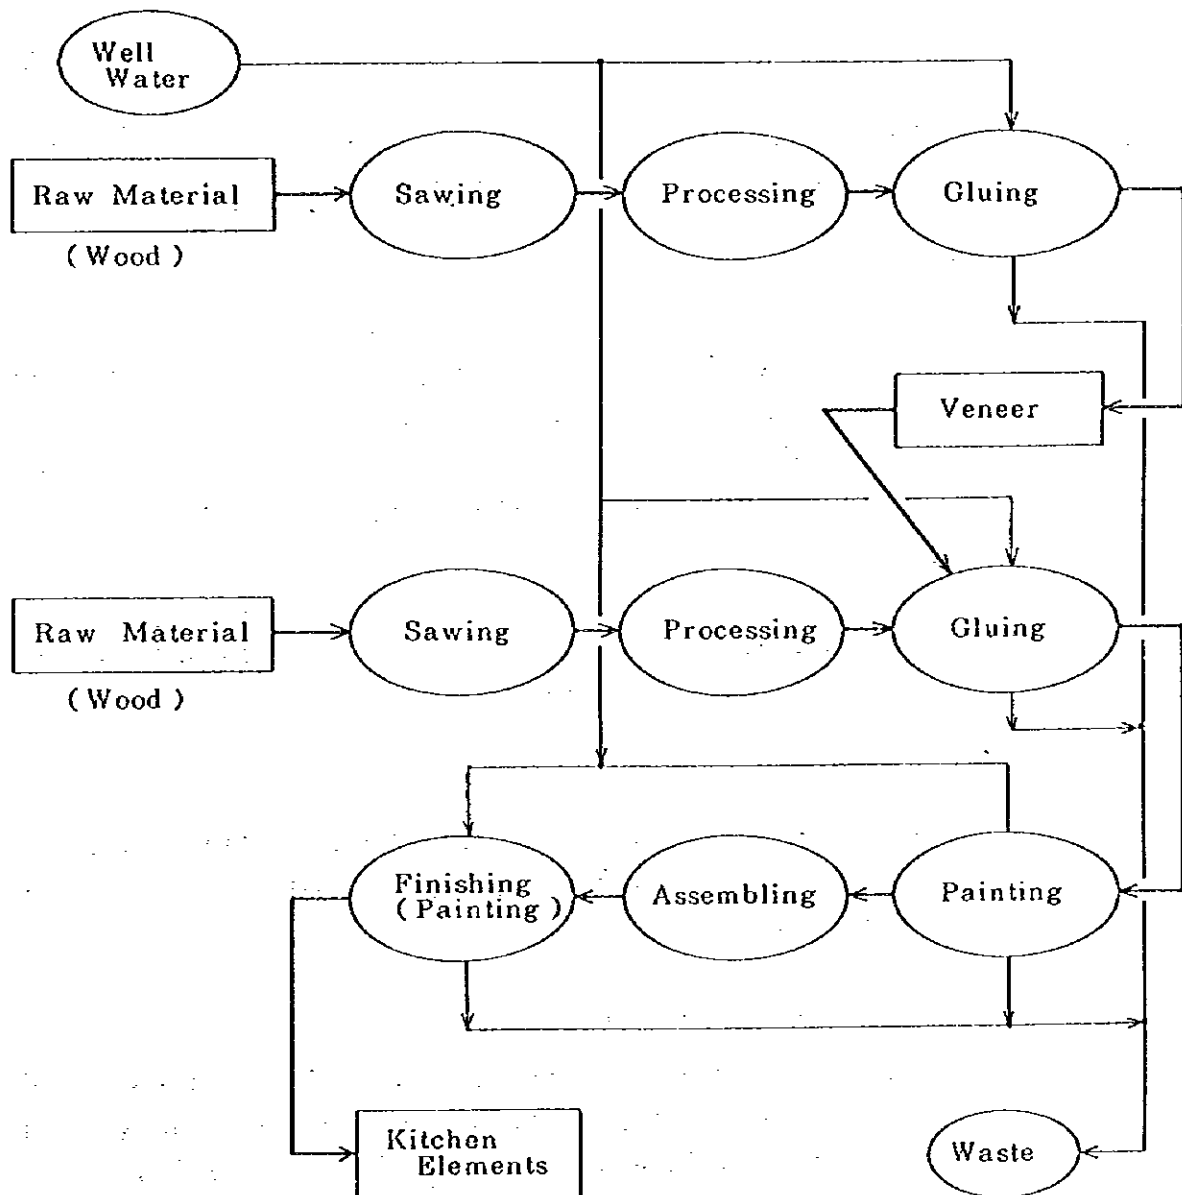 Well
Water
Raw Material
(Wood)
Sawing
Processing
Gluing
Veneer
Raw Material
(Wood)
Sawing
Processing
Gluing
Finishing
(Painting)
Assembling
Painting
Kitchen
Elements
Waste